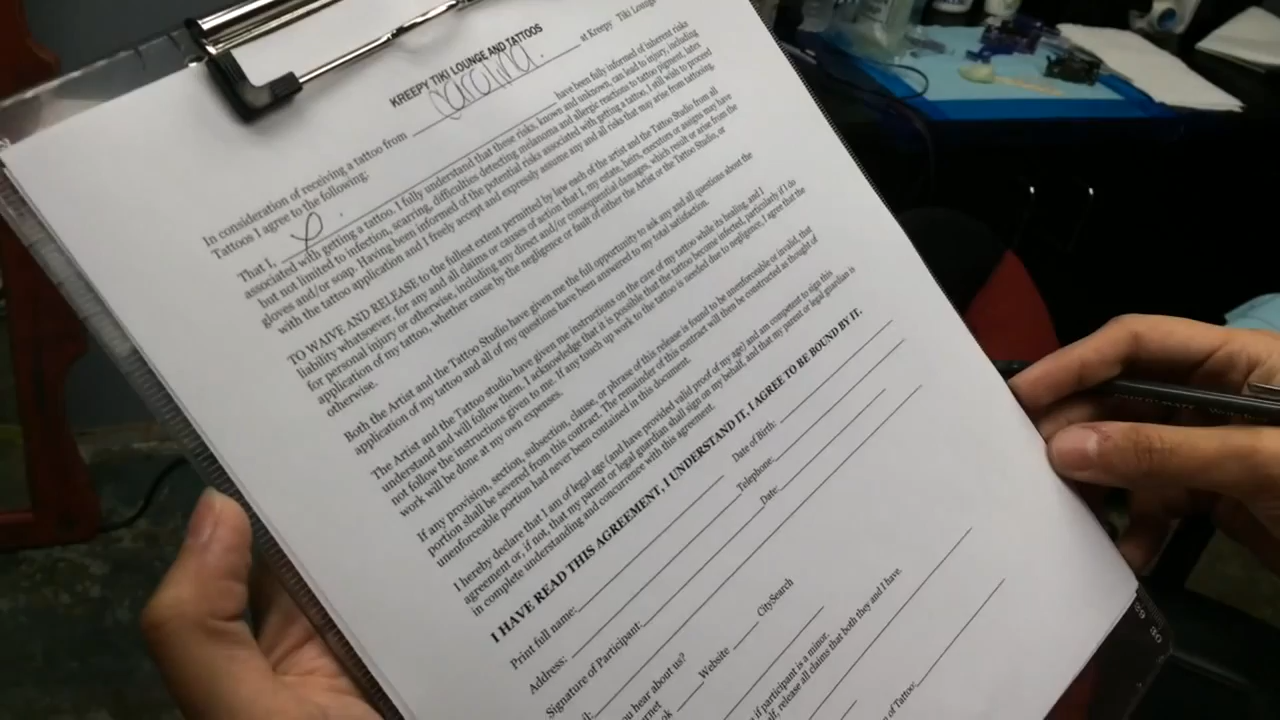 KREEPY TIKI LOUNGE AND TATTOOS
In consideration of receiving a tattoo from Carolina. at Kreepy Tiki Lounge
Tattoos I agree to the following:
That I, have been fully informed of inherent risks
associated with getting a tattoo. I fully understand that these risks, known and unknown, can lead to injury, including
but not limited to infection, scarring, difficulties detecting melanoma and allergic reactions to tattoo pigment, latex
gloves and/or soap. Having been informed of the potential risks associated with getting a tattoo, I still wish to proceed
with the tattoo application and I freely accept and expressly assume any and all risks that may arise from tattooing.
TO WAIVE AND RELEASE to the fullest extent permitted by law each of the artist and the Tattoo Studio from all
liability whatsoever, for any and all claims or causes of action that I, my estate, heirs, executors or assigns may have
for personal injury or otherwise, including any direct and/or consequential damages, which result or arise from the
application of my tattoo, whether cause by the negligence or fault of either the Artist or the Tattoo Studio, or
otherwise.
Both the Artist and the Tattoo Studio have given me the full opportunity to ask any and all questions about the
application of my tattoo and all of my questions have been answered to my total satisfaction.
The Artist and the Tattoo studio have given me instructions on the care of my tattoo while its healing, and I
understand and will follow them. I acknowledge that it is possible that the tattoo become infected, particularly if I do
not follow the instructions given to me. If any touch up work to the tattoo is needed due to negligence, I agree that the
work will be done at my own expenses.
If any provision, section, subsection, clause, or phrase of this release is found to be unenforceable or invalid, that
portion shall be severed from this contract. The remainder of this contract will then be constructed as thought of
unenforceable portion had never been contained in this document.
I hereby declare that I am of legal age (and have provided valid proof of my age) and am competent to sign this
agreement or, if not, that my parent or legal guardian shall sign on my behalf, and that my parent or legal guardian is
in complete understanding and concurrence with this agreement.
I HAVE READ THIS AGREEMENT, I UNDERSTAND IT, I AGREE TO BE BOUND BY IT.
Print full name: Date of Birth:
Address: Telephone:
Signature of Participant: Date:
hear about us?
Website CitySearch
if participant is a minor.
release all claims that both they and I have.
of Tattoo:
29 30